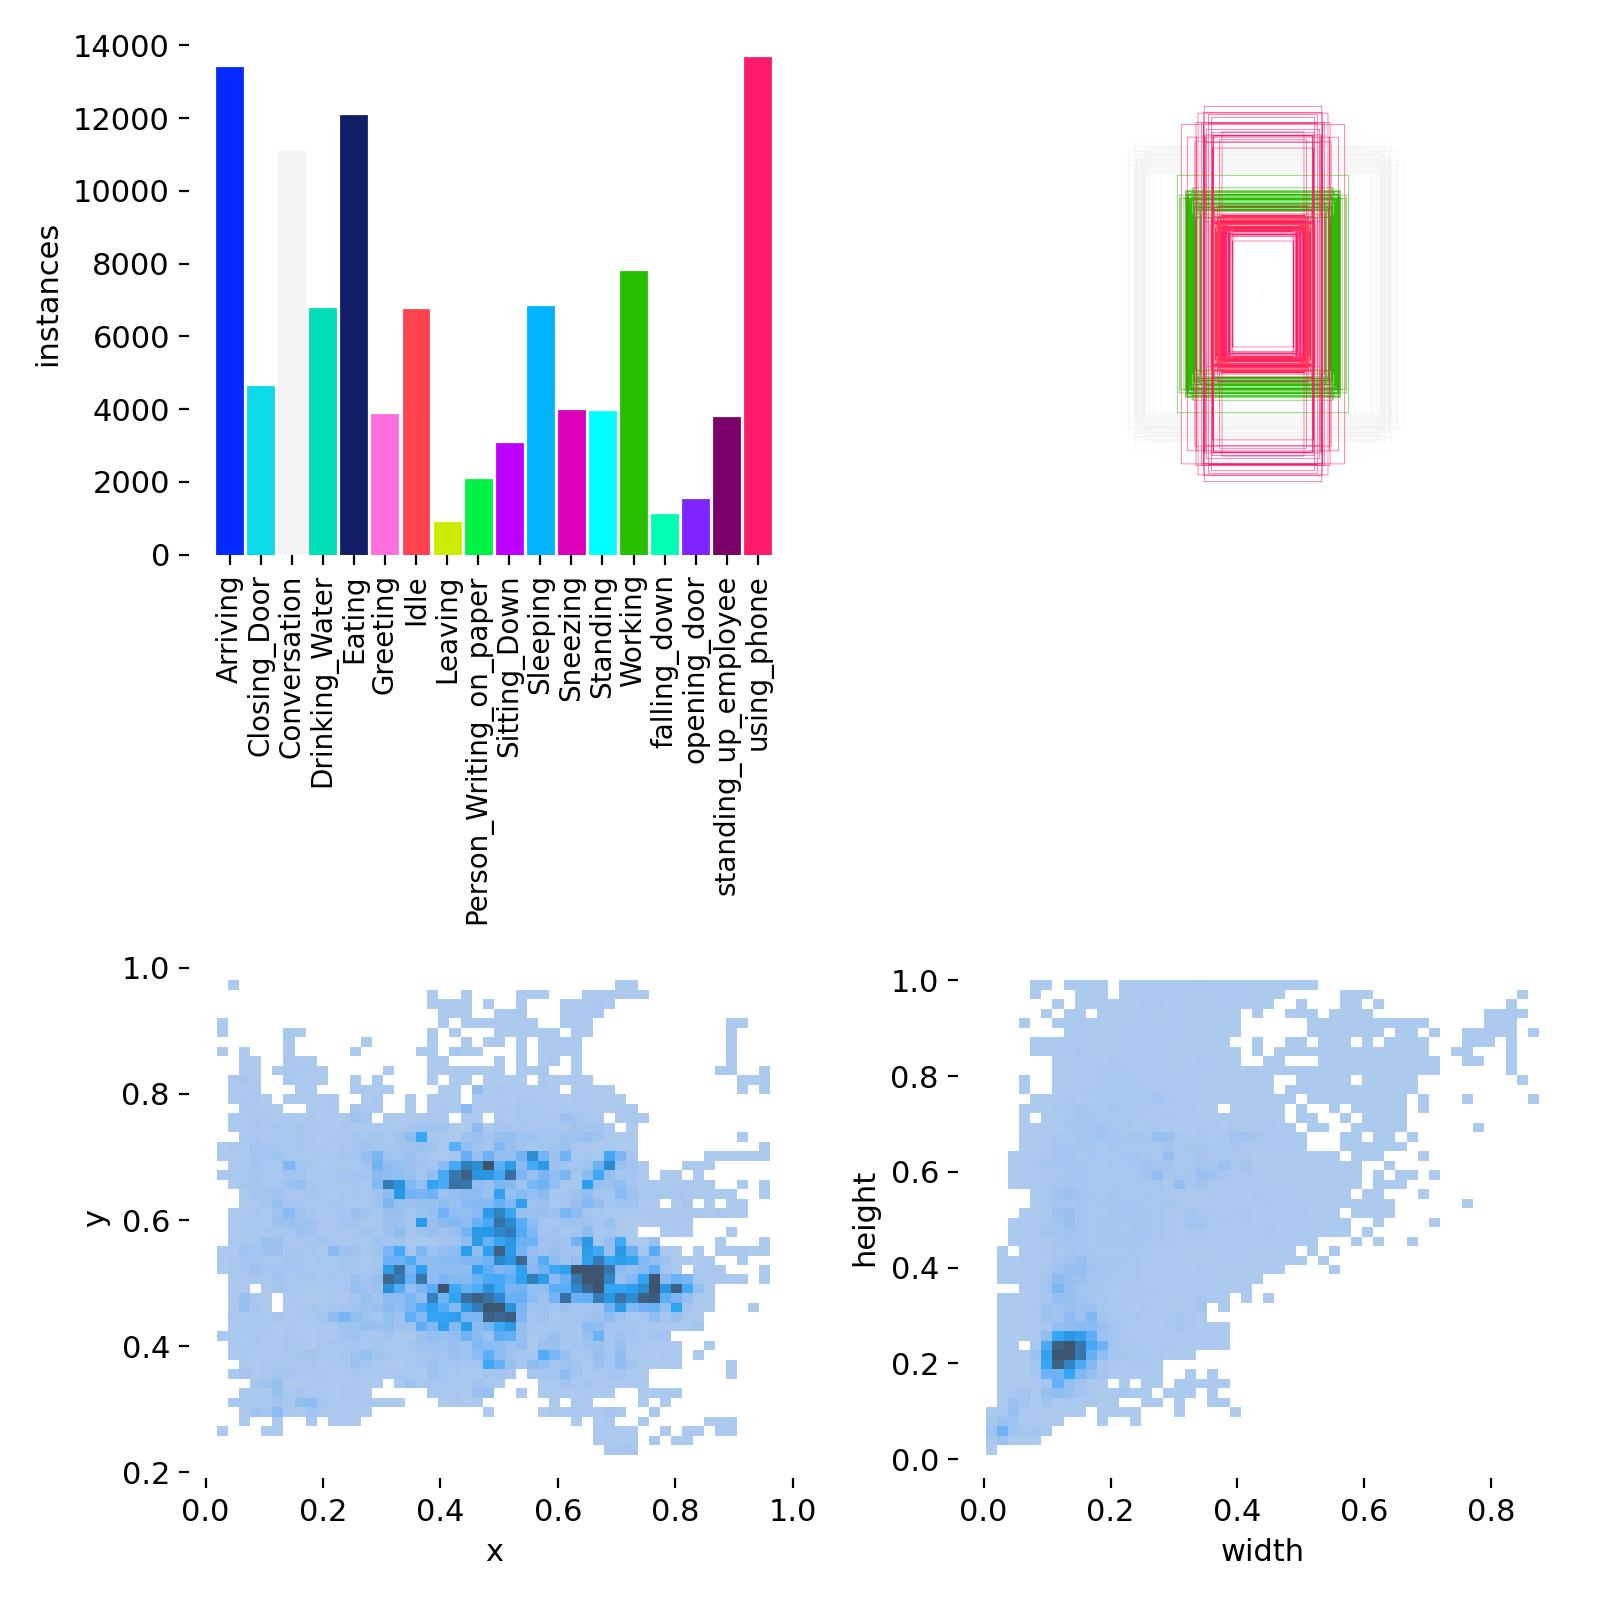 14000
12000
10000
8000
6000
4000
2000
0
instances
Arriving
Closing_Door
Conversation
Drinking_Water
Eating
Greeting
Idle
Leaving
Person_Writing_on_paper
Sitting_Down
Sleeping
Sneezing
Standing
Working
falling_down
opening_door
standing_up_employee
using_phone
1.0
0.8
0.6
0.4
0.2
y
0.0 0.2 0.4 0.6 0.8 1.0
x
1.0
0.8
0.6
0.4
0.2
0.0
height
0.0 0.2 0.4 0.6 0.8
width